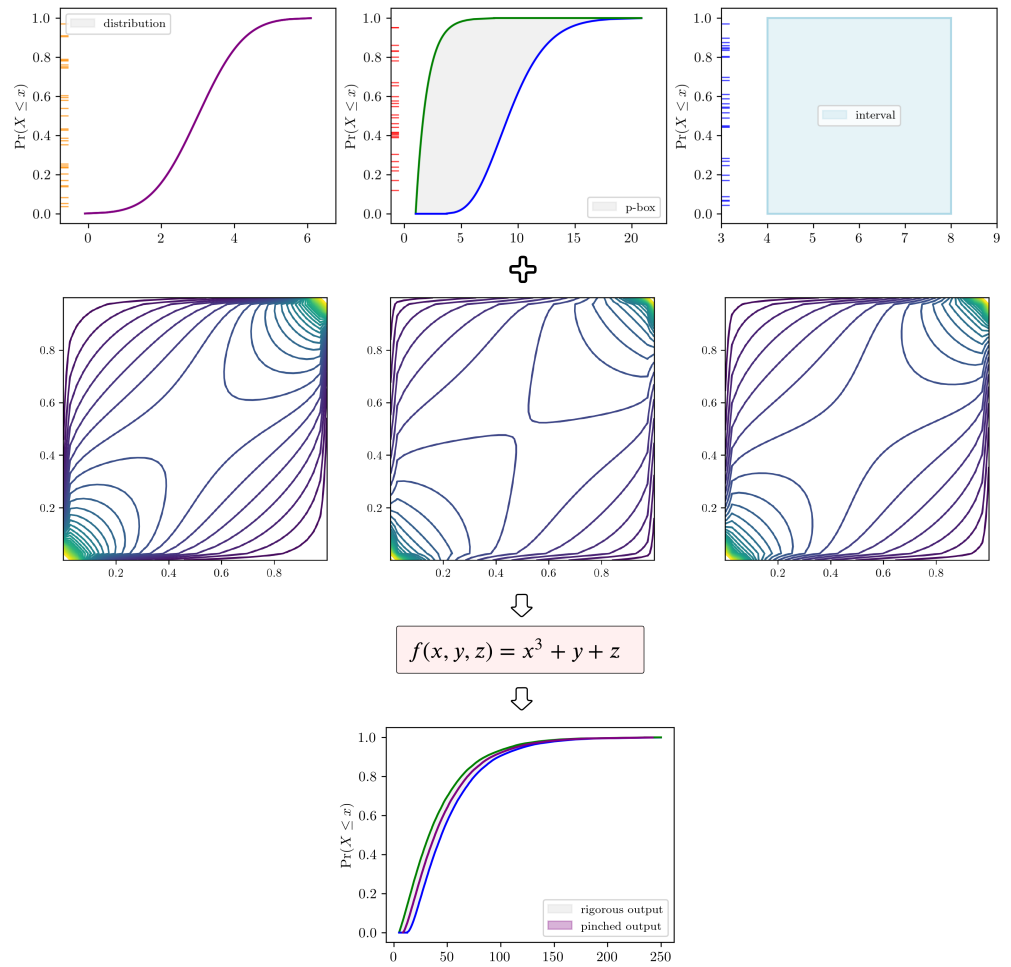 distribution
Pr(X ≤ x)
1.0
0.8
0.6
0.4
0.2
0.0
0 2 4 6
p-box
Pr(X ≤ x)
1.0
0.8
0.6
0.4
0.2
0.0
0 5 10 15 20
interval
Pr(X ≤ x)
1.0
0.8
0.6
0.4
0.2
0.0
3 4 5 6 7 8 9
0.8
0.6
0.4
0.2
0.2 0.4 0.6 0.8
0.8
0.6
0.4
0.2
0.2 0.4 0.6 0.8
0.8
0.6
0.4
0.2
0.2 0.4 0.6 0.8
f(x, y, z) = x³ + y + z
Pr(X ≤ x)
1.0
0.8
0.6
0.4
0.2
0.0
rigorous output
pinched output
0 50 100 150 200 250